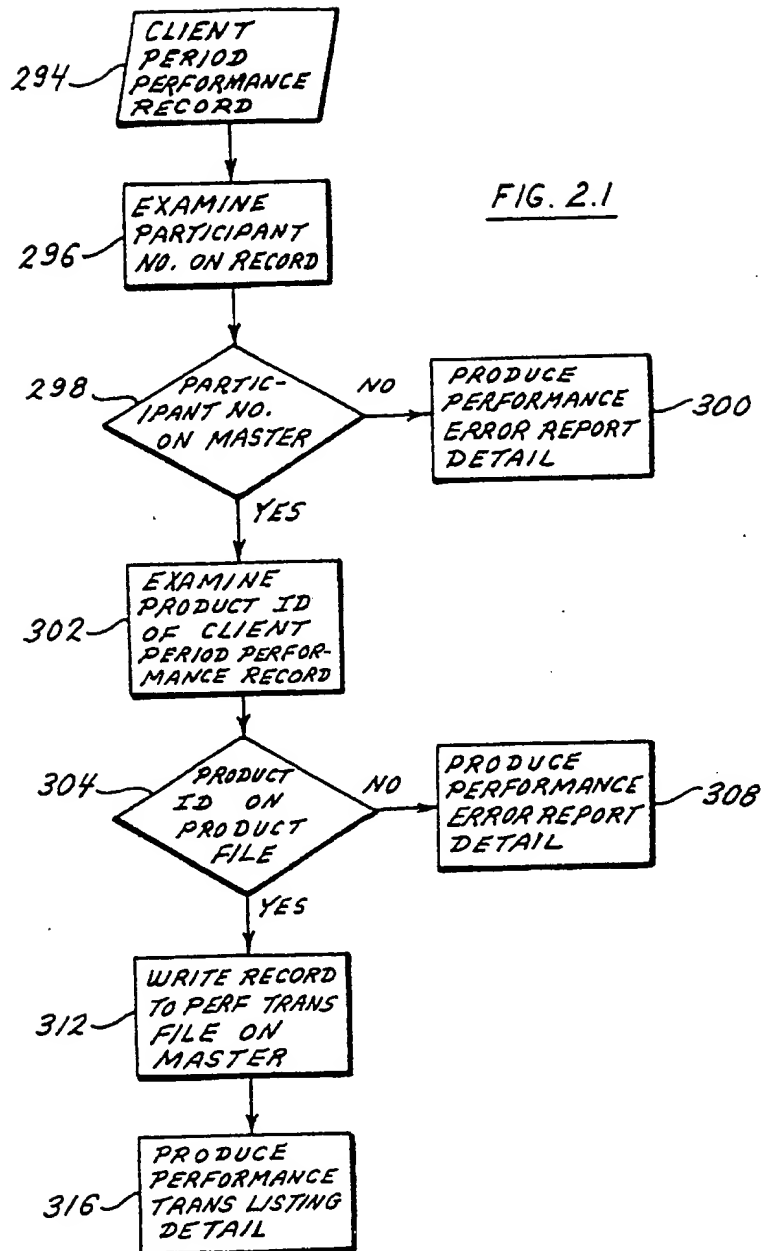 CLIENT
PERIOD
PERFORMANCE
RECORD
294
EXAMINE
PARTICIPANT
NO. ON RECORD
296
FIG. 2.1
PARTIC-
IPANT NO.
ON MASTER
298
NO
PRODUCE
PERFORMANCE
ERROR REPORT
DETAIL
300
YES
EXAMINE
PRODUCT ID
OF CLIENT
PERIOD PERFOR-
MANCE RECORD
302
PRODUCT
ID ON
PRODUCT
FILE
304
NO
PRODUCE
PERFORMANCE
ERROR REPORT
DETAIL
308
YES
WRITE RECORD
TO PERF TRANS
FILE ON
MASTER
312
PRODUCE
PERFORMANCE
TRANS LISTING
DETAIL
316